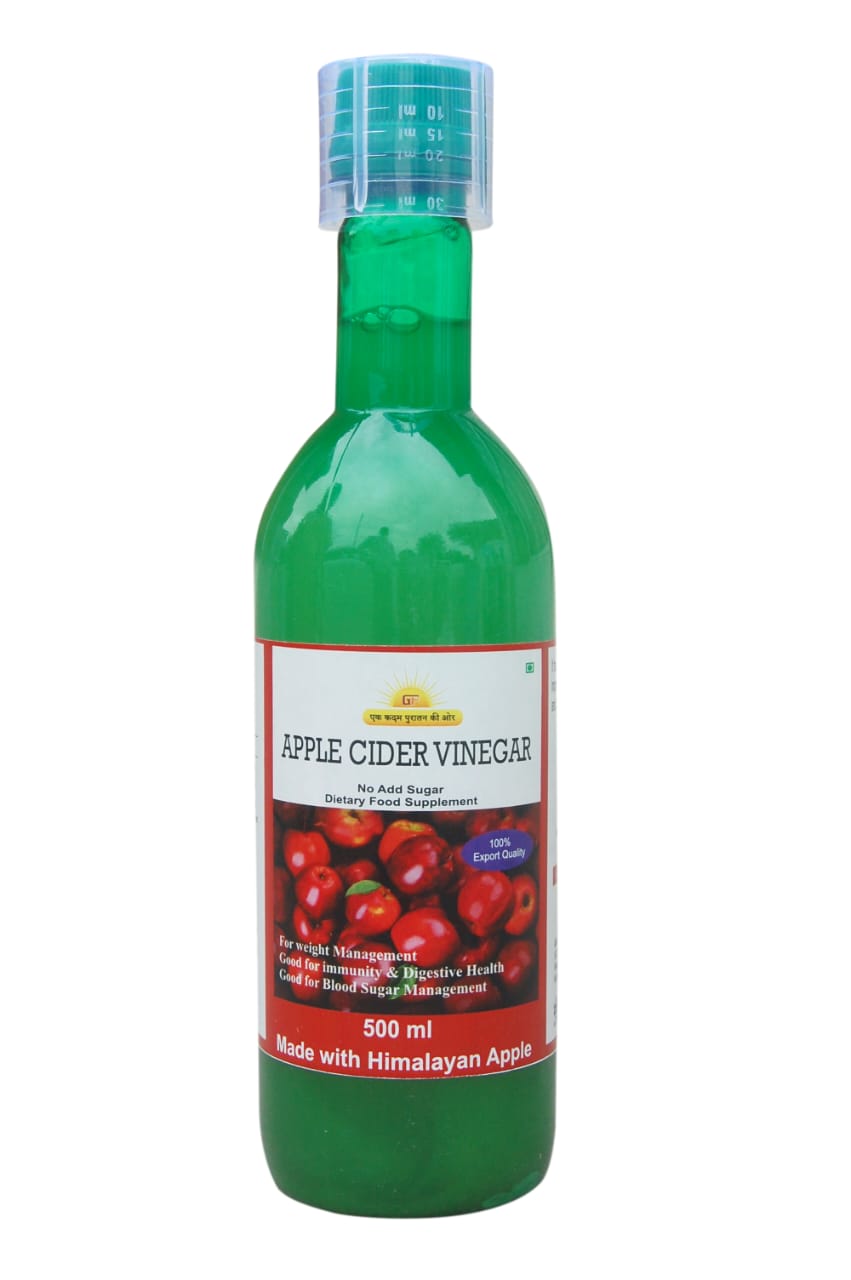 10 ml
15 ml
20 ml
30 ml
एक कदम पुरातन की ओर
APPLE CIDER VINEGAR
No Add Sugar
Dietary Food Supplement
100%
Export Quality
For weight Management
Good for immunity & Digestive Health
Good for Blood Sugar Management
500 ml
Made with Himalayan Apple